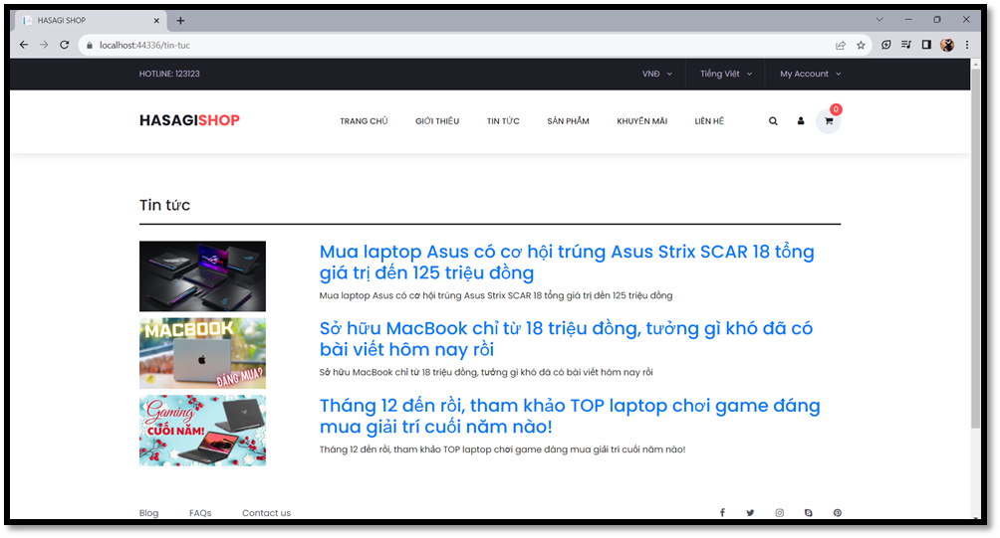 HASAGI SHOP
localhost:44336/tin-tuc
HOTLINE: 123123
VNĐ
Tiếng Việt
My Account
HASAGISHOP
TRANG CHỦ
GIỚI THIỆU
TIN TỨC
SẢN PHẨM
KHUYẾN MÃI
LIÊN HỆ
0
Tin tức
Mua laptop Asus có cơ hội trúng Asus Strix SCAR 18 tổng
giá trị đến 125 triệu đồng
Mua laptop Asus có cơ hội trúng Asus Strix SCAR 18 tổng giá trị đến 125 triệu đồng
MACBOOK
ĐÁNG MUA?
Sở hữu MacBook chỉ từ 18 triệu đồng, tưởng gì khó đã có
bài viết hôm nay rồi
Sở hữu MacBook chỉ từ 18 triệu đồng, tưởng gì khó đã có bài viết hôm nay rồi
Gaming
CUỐI NĂM!
Tháng 12 đến rồi, tham khảo TOP laptop chơi game đáng
mua giải trí cuối năm nào!
Tháng 12 đến rồi, tham khảo TOP laptop chơi game đáng mua giải trí cuối năm nào!
Blog
FAQs
Contact us